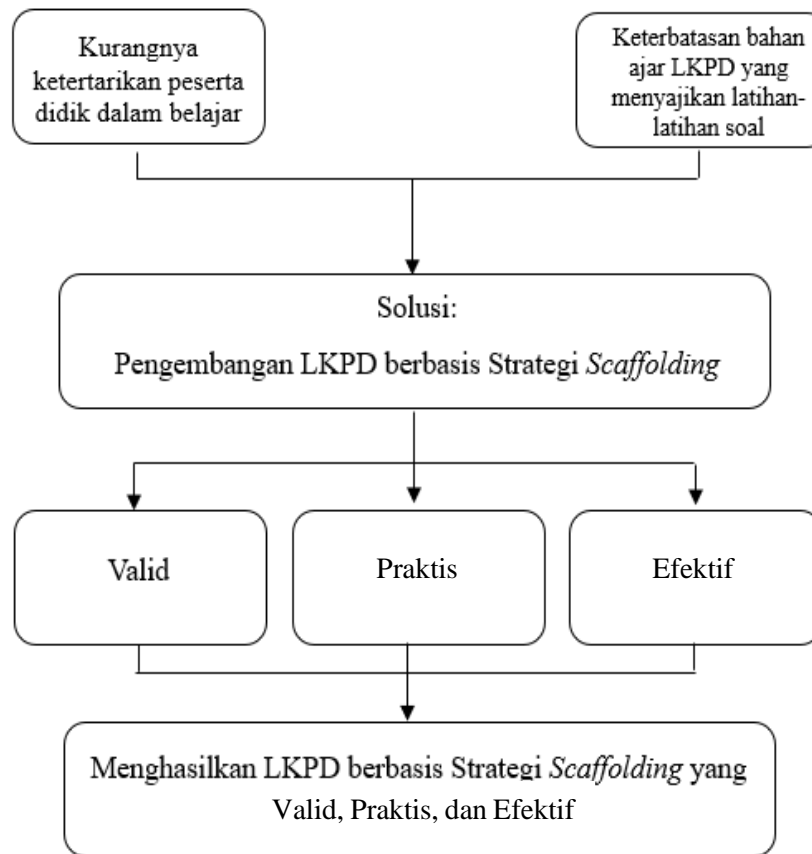 Kurangnya
ketertarikan peserta
didik dalam belajar
Keterbatasan bahan
ajar LKPD yang
menyajikan latihan-
latihan soal
Solusi:
Pengembangan LKPD berbasis Strategi Scaffolding
Valid
Praktis
Efektif
Menghasilkan LKPD berbasis Strategi Scaffolding yang
Valid, Praktis, dan Efektif